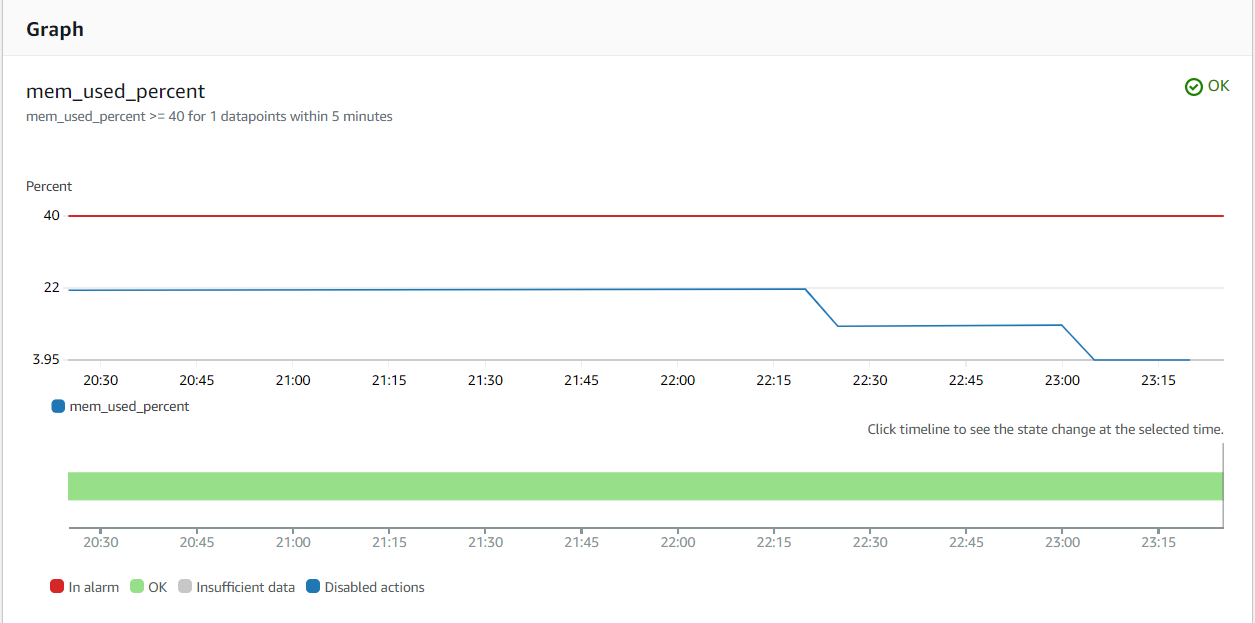 Graph
mem_used_percent
OK
mem_used_percent >= 40 for 1 datapoints within 5 minutes
Percent
40
22
3.95
20:30 20:45 21:00 21:15 21:30 21:45 22:00 22:15 22:30 22:45 23:00 23:15
mem_used_percent
Click timeline to see the state change at the selected time.
20:30 20:45 21:00 21:15 21:30 21:45 22:00 22:15 22:30 22:45 23:00 23:15
In alarm OK Insufficient data Disabled actions